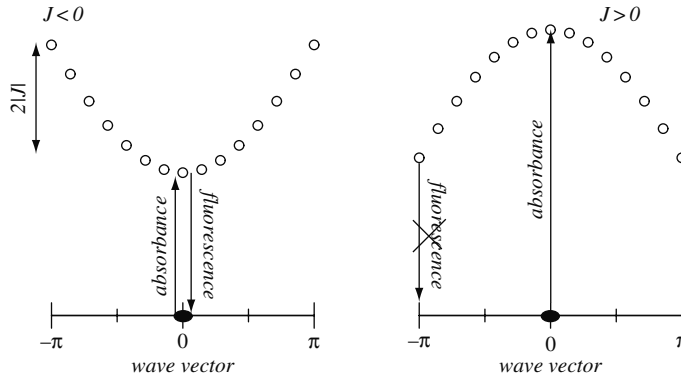 J < 0
2|J|
absorbance
fluorescence
−π
0
π
wave vector
J > 0
fluorescence
absorbance
−π
0
π
wave vector